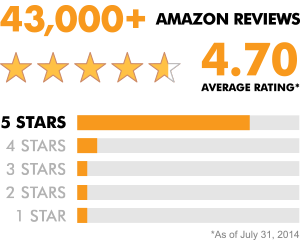 43,000+ AMAZON REVIEWS
4.70
AVERAGE RATING*
5 STARS
4 STARS
3 STARS
2 STARS
1 STAR
*As of July 31, 2014